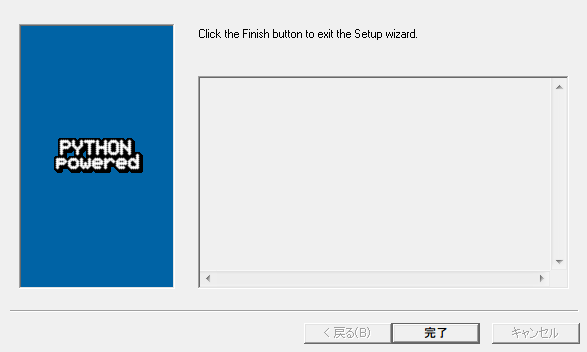 Click the Finish button to exit the Setup wizard.
PYTHON
powered
< 戻る(B)
完了
キャンセル